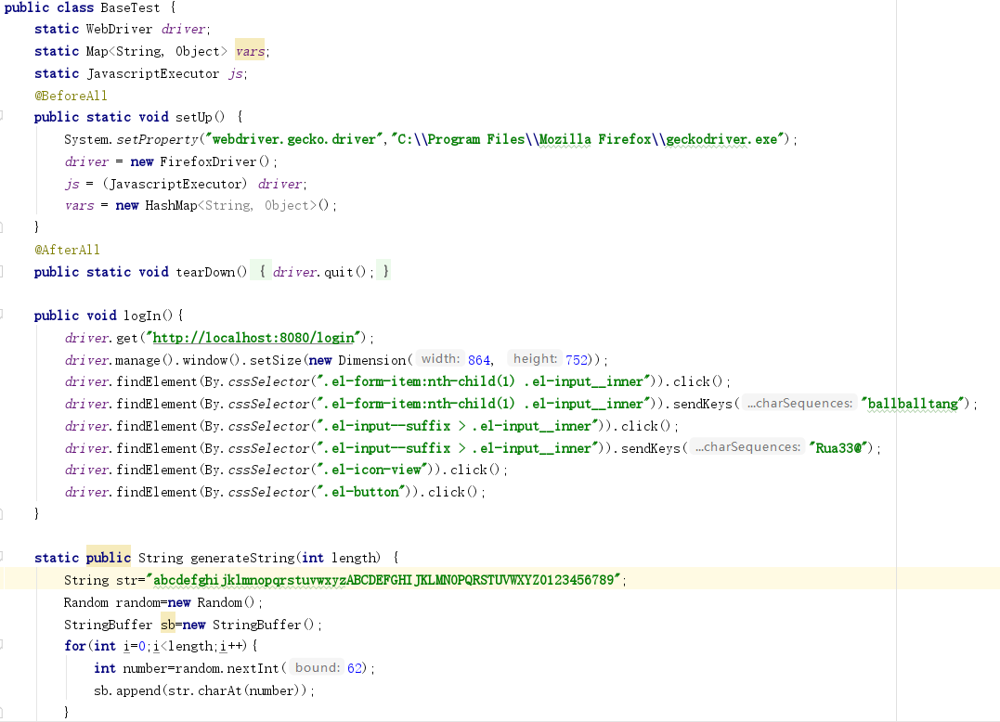 public class BaseTest {
static WebDriver driver;
static Map<String, Object> vars;
static JavascriptExecutor js;
@BeforeAll
public static void setUp() {
System.setProperty("webdriver.gecko.driver","C:\\Program Files\\Mozilla Firefox\\geckodriver.exe");
driver = new FirefoxDriver();
js = (JavascriptExecutor) driver;
vars = new HashMap<String, Object>();
}
@AfterAll
public static void tearDown() { driver.quit(); }
public void logIn(){
driver.get("http://localhost:8080/login");
driver.manage().window().setSize(new Dimension( width: 864, height: 752));
driver.findElement(By.cssSelector(".el-form-item:nth-child(1) .el-input__inner")).click();
driver.findElement(By.cssSelector(".el-form-item:nth-child(1) .el-input__inner")).sendKeys( ...charSequences: "ballballtang");
driver.findElement(By.cssSelector(".el-input--suffix > .el-input__inner")).click();
driver.findElement(By.cssSelector(".el-input--suffix > .el-input__inner")).sendKeys( ...charSequences: "Rua33@");
driver.findElement(By.cssSelector(".el-icon-view")).click();
driver.findElement(By.cssSelector(".el-button")).click();
}
static public String generateString(int length) {
String str="abcdefghijklmnopqrstuvwxyzABCDEFGHIJKLMNOPQRSTUVWXYZ0123456789";
Random random=new Random();
StringBuffer sb=new StringBuffer();
for(int i=0;i<length;i++){
int number=random.nextInt( bound: 62);
sb.append(str.charAt(number));
}